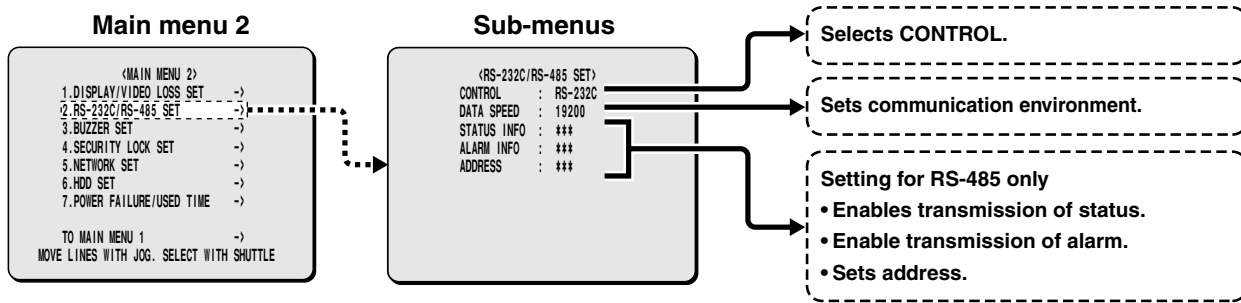 Main menu 2
<MAIN MENU 2>
1.DISPLAY/VIDEO LOSS SET ->
2.RS-232C/RS-485 SET ->
3.BUZZER SET ->
4.SECURITY LOCK SET ->
5.NETWORK SET ->
6.HDD SET ->
7.POWER FAILURE/USED TIME ->
TO MAIN MENU 1 ->
MOVE LINES WITH JOG. SELECT WITH SHUTTLE
Sub-menus
<RS-232C/RS-485 SET>
CONTROL : RS-232C
DATA SPEED : 19200
STATUS INFO : ***
ALARM INFO : ***
ADDRESS : ***
Selects CONTROL.
Sets communication environment.
Setting for RS-485 only
• Enables transmission of status.
• Enable transmission of alarm.
• Sets address.